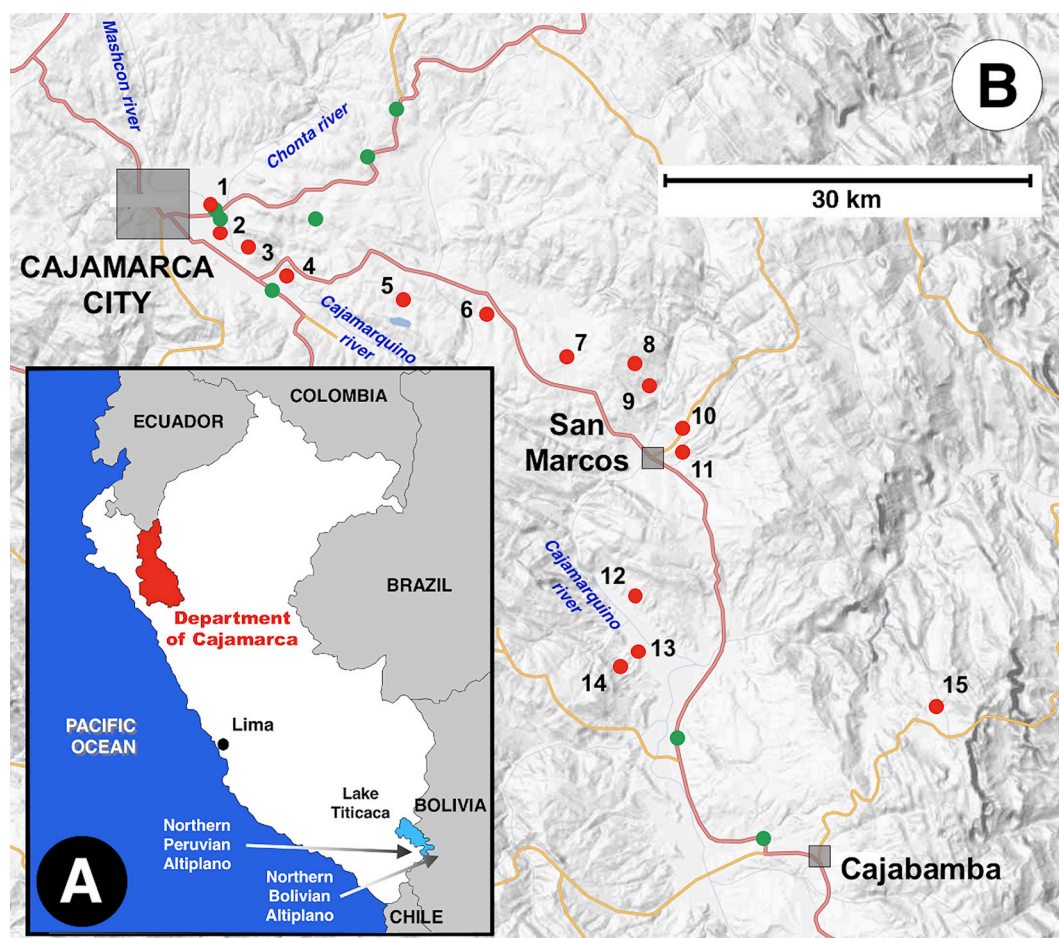 B
Mashcon river
Chonta river
30 km
1
2
3
4
5
6
7
8
9
10
11
12
13
14
15
CAJAMARCA
CITY
Cajamarquino
river
San
Marcos
Cajamarquino
river
Cajabamba
COLOMBIA
ECUADOR
BRAZIL
Department
of Cajamarca
PACIFIC
OCEAN
Lima
Lake
Titicaca
BOLIVIA
Northern
Peruvian
Altiplano
Northern
Bolivian
Altiplano
CHILE
A